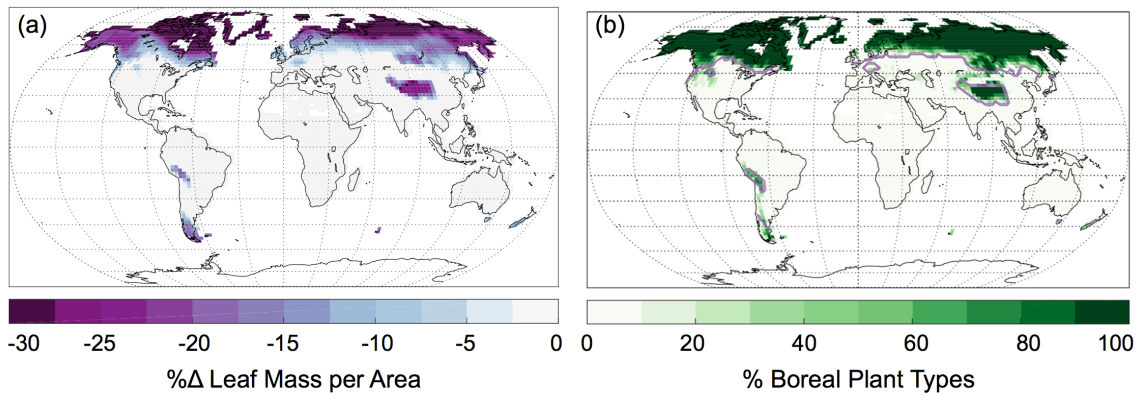 (a)
(b)
-30 -25 -20 -15 -10 -5 0
0 20 40 60 80 100
%Δ Leaf Mass per Area
% Boreal Plant Types